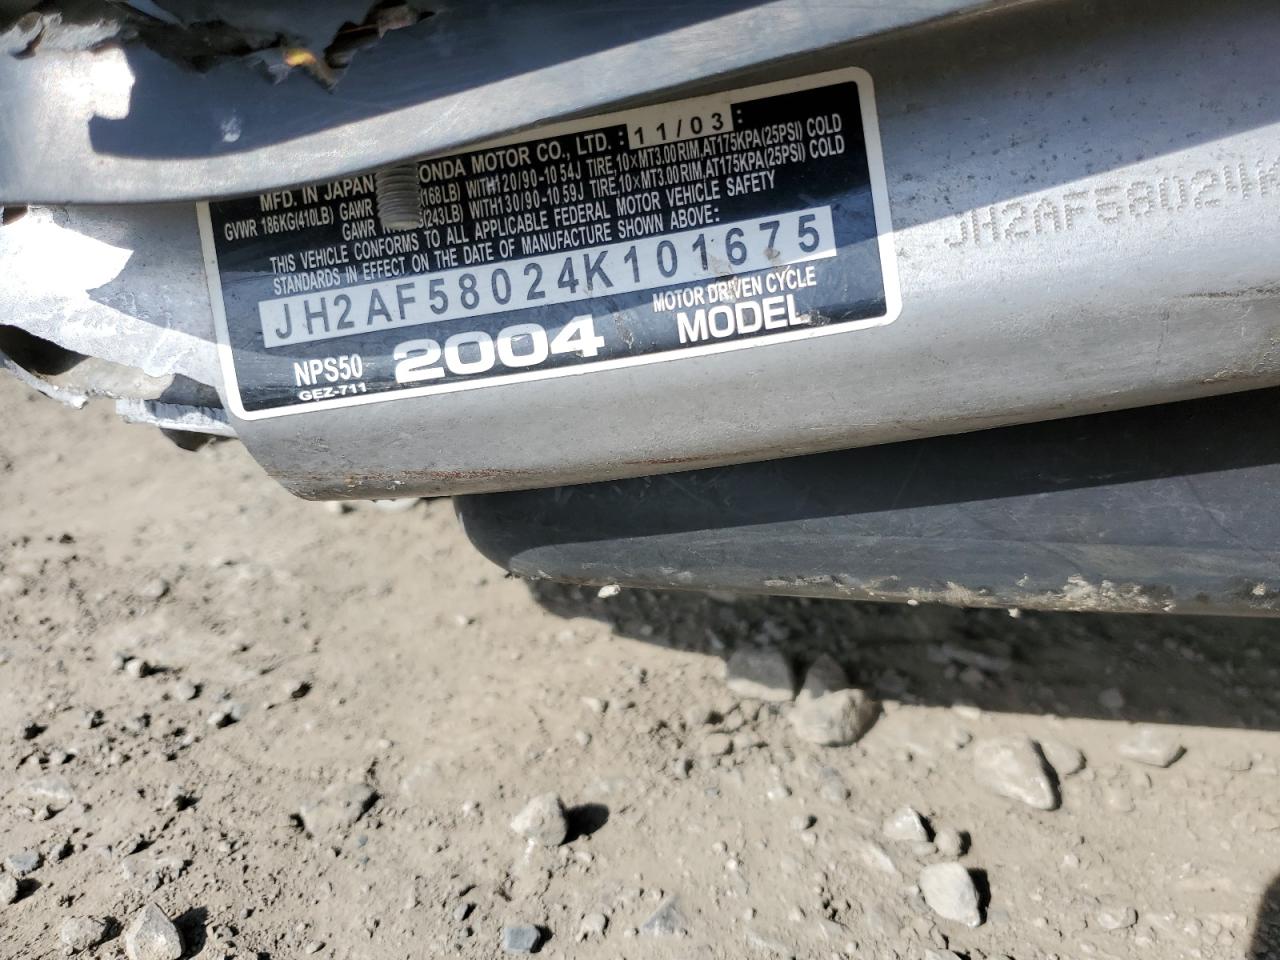 MFD. IN JAPAN ONDA MOTOR CO., LTD. : 11/03 :
GVWR 186KG(410LB) GAWR (168LB) WITH120/90-10 54J TIRE,10×MT3.00 RIM,AT175KPA(25PSI) COLD
GAWR (243LB) WITH130/90-10 59J TIRE,10×MT3.00 RIM,AT175KPA(25PSI) COLD
THIS VEHICLE CONFORMS TO ALL APPLICABLE FEDERAL MOTOR VEHICLE SAFETY
STANDARDS IN EFFECT ON THE DATE OF MANUFACTURE SHOWN ABOVE:
JH2AF58024K101675
NPS50 2004 MOTOR DRIVEN CYCLE
GEZ-711 MODEL
JH2AF58024K